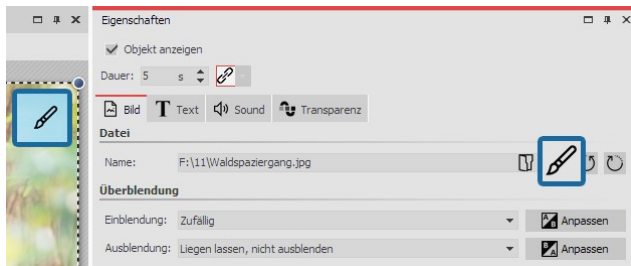 Eigenschaften
Objekt anzeigen
Dauer: 5 s
Bild Text Sound Transparenz
Datei
Name: F:\11\Waldspaziergang.jpg
Überblendung
Einblendung: Zufällig Anpassen
Ausblendung: Liegen lassen, nicht ausblenden Anpassen